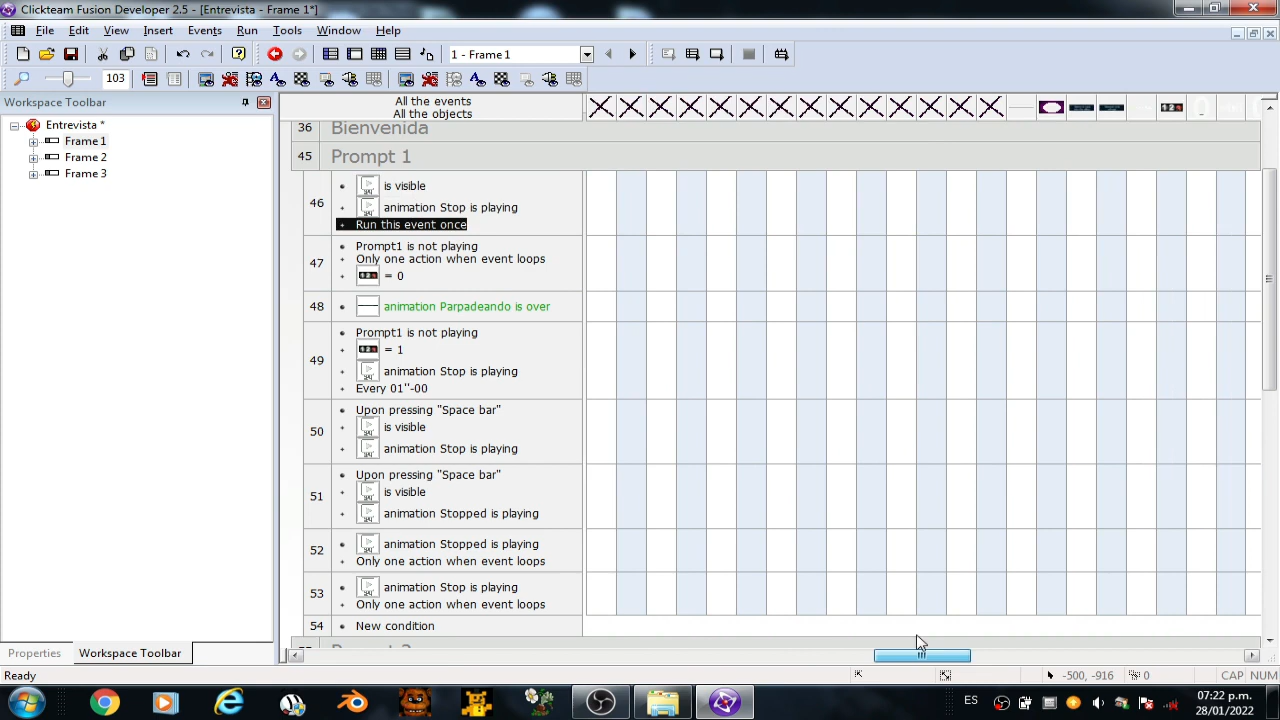 Clickteam Fusion Developer 2.5 - [Entrevista - Frame 1*]
File Edit View Insert Events Run Tools Window Help
1 - Frame 1
103
Workspace Toolbar
All the events
All the objects
Entrevista *
Frame 1
Frame 2
Frame 3
36 Bienvenida
45 Prompt 1
46
is visible
animation Stop is playing
Run this event once
47
Prompt1 is not playing
Only one action when event loops
= 0
48
animation Parpadeando is over
49
Prompt1 is not playing
= 1
animation Stop is playing
Every 01"-00
50
Upon pressing "Space bar"
is visible
animation Stop is playing
51
Upon pressing "Space bar"
is visible
animation Stopped is playing
52
animation Stopped is playing
Only one action when event loops
53
animation Stop is playing
Only one action when event loops
54
New condition
Properties
Workspace Toolbar
Ready
-500, -916
0
CAP
NUM
ES
07:22 p.m.
28/01/2022